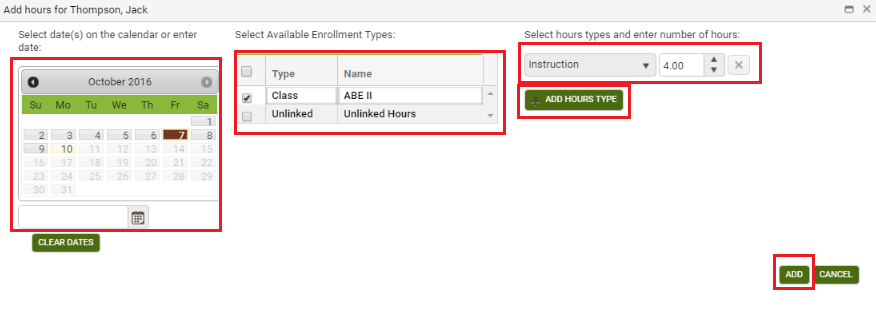 Add hours for Thompson, Jack
Select date(s) on the calendar or enter
date:
October 2016
Su Mo Tu We Th Fr Sa
1
2 3 4 5 6 7 8
9 10 11 12 13 14 15
16 17 18 19 20 21 22
23 24 25 26 27 28 29
30 31
CLEAR DATES
Select Available Enrollment Types:
Type Name
Class ABE II
Unlinked Unlinked Hours
Select hours types and enter number of hours:
Instruction 4.00
ADD HOURS TYPE
ADD CANCEL